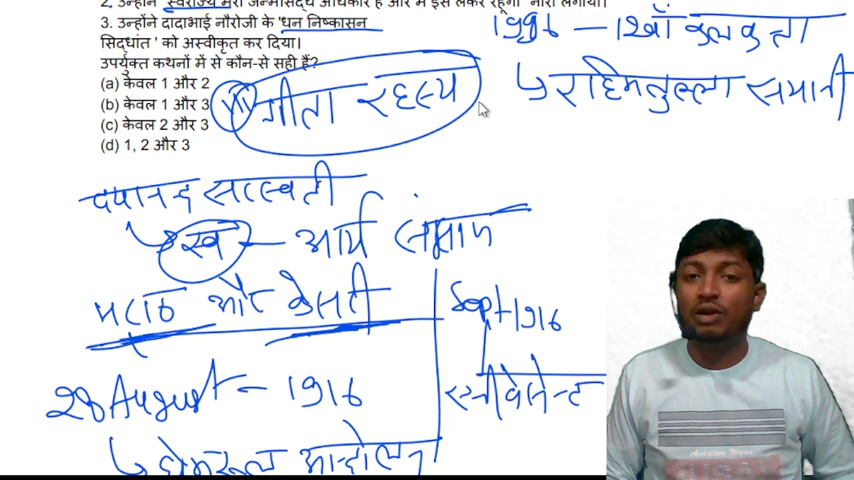 2. उन्होंने 'स्वराज्य मेरा जन्मसिद्ध अधिकार है और मैं इसे लेकर रहूंगा' नारा लगाया।
3. उन्होंने दादाभाई नौरोजी के 'धन निष्कासन
सिद्धांत ' को अस्वीकृत कर दिया।
उपर्युक्त कथनों में से कौन-से सही हैं?
(a) केवल 1 और 2
(b) केवल 1 और 3
(c) केवल 2 और 3
(d) 1, 2 और 3
गीता रहस्य
12वाँ कलकत्ता
रहिमतुल्ला सयानी
दयानन्द सरस्वती
स्व - आर्य समाज
मराठा और केसरी
28 August - 1916
होमरूल आन्दोलन
Sept 1916